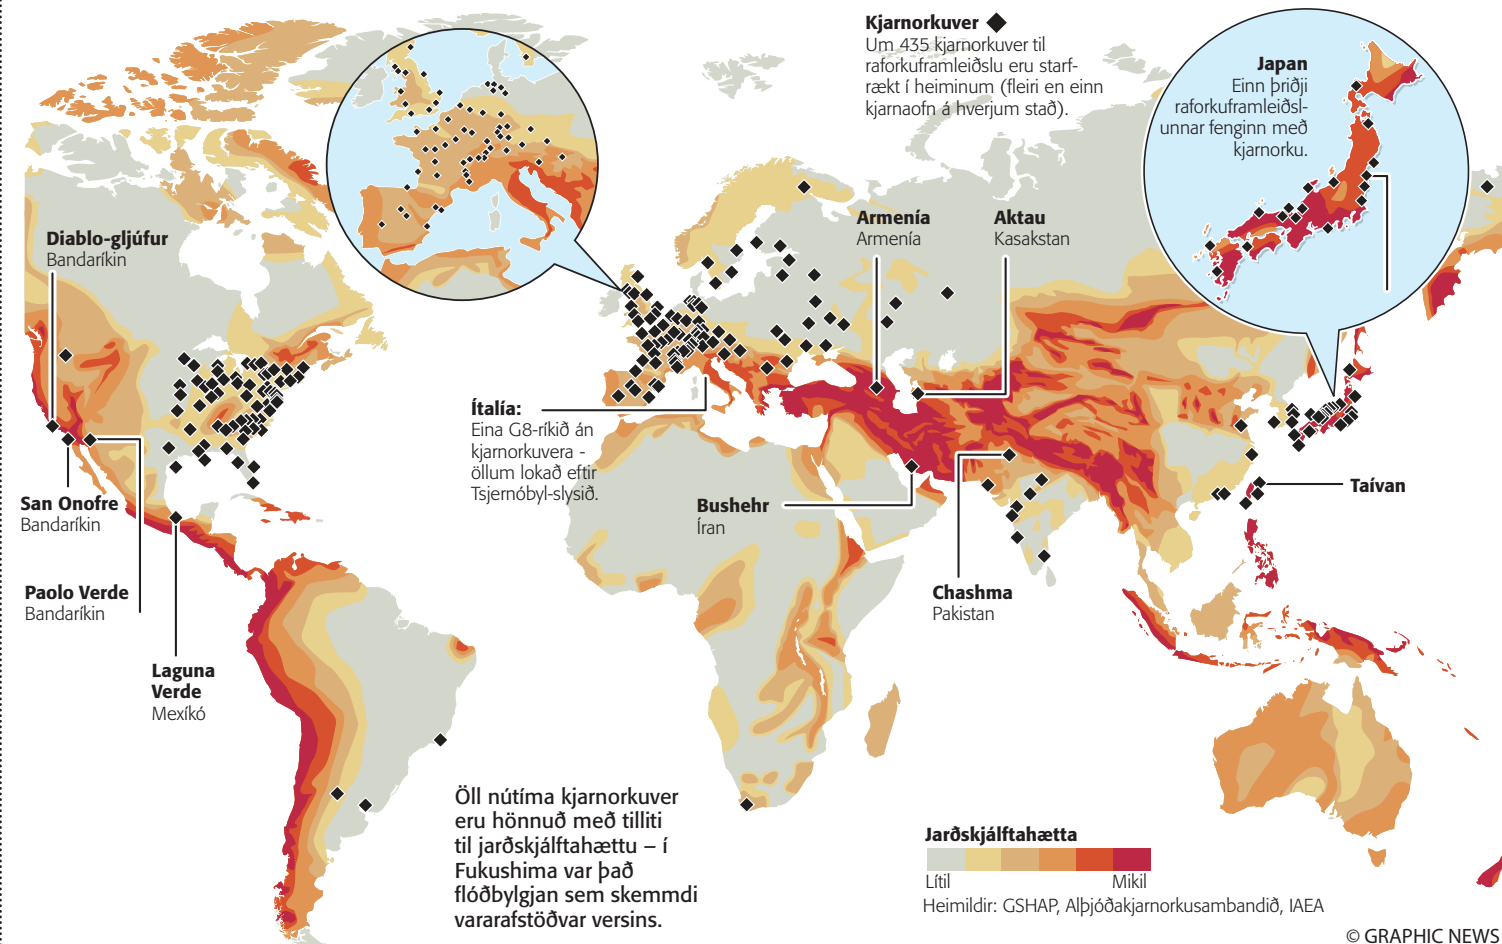 Kjarnorkuver
Um 435 kjarnorkuver til
raforkuframleiðslu eru starf-
rækt í heiminum (fleiri en einn
kjarnaofn á hverjum stað).
Japan
Einn þriðji
raforkuframleiðsl-
unnar fenginn með
kjarnorku.
Diablo-gljúfur
Bandaríkin
Armenía
Armenía
Aktau
Kasakstan
Ítalía:
Eina G8-ríkið án
kjarnorkuvera -
öllum lokað eftir
Tsjernóbyl-slysið.
San Onofre
Bandaríkin
Bushehr
Íran
Taívan
Paolo Verde
Bandaríkin
Chashma
Pakistan
Laguna
Verde
Mexíkó
Öll nútíma kjarnorkuver
eru hönnuð með tilliti
til jarðskjálftahættu – í
Fukushima var það
flóðbylgjan sem skemmdi
vararafstöðvar versins.
Jarðskjálftahætta
Lítil
Mikil
Heimildir: GSHAP, Alþjóðakjarnorkusambandið, IAEA
© GRAPHIC NEWS